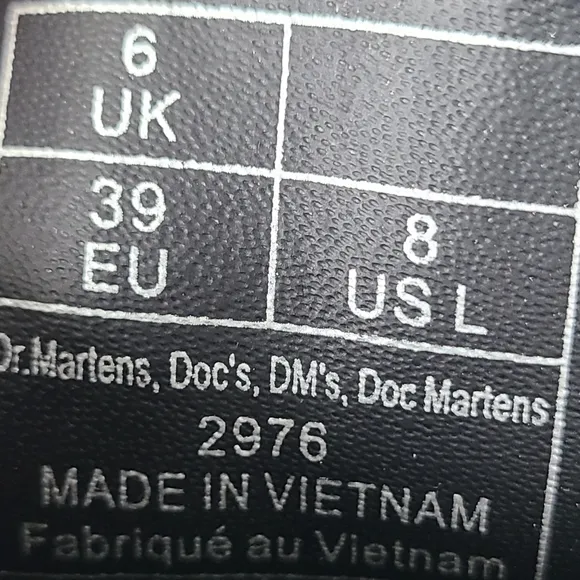 6
UK
39
EU
8
US L
Dr.Martens, Doc's, DM's, Doc Martens
2976
MADE IN VIETNAM
Fabriqué au Vietnam